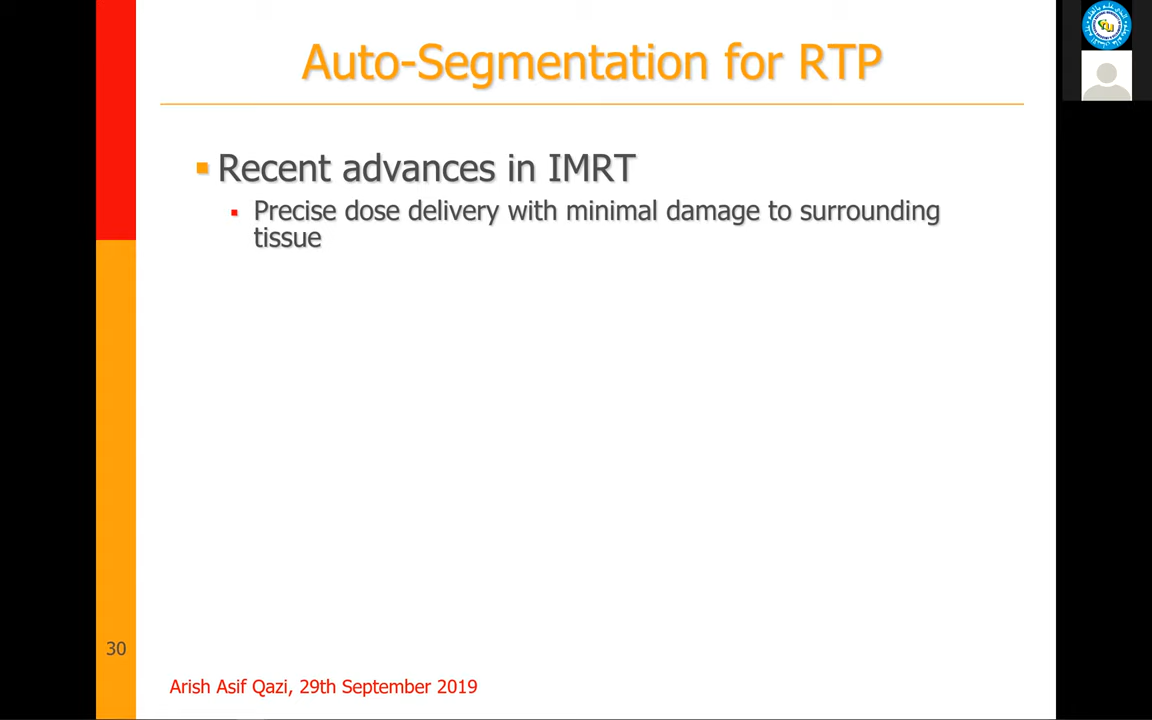 Auto-Segmentation for RTP
Recent advances in IMRT
Precise dose delivery with minimal damage to surrounding
tissue
30
Arish Asif Qazi, 29th September 2019